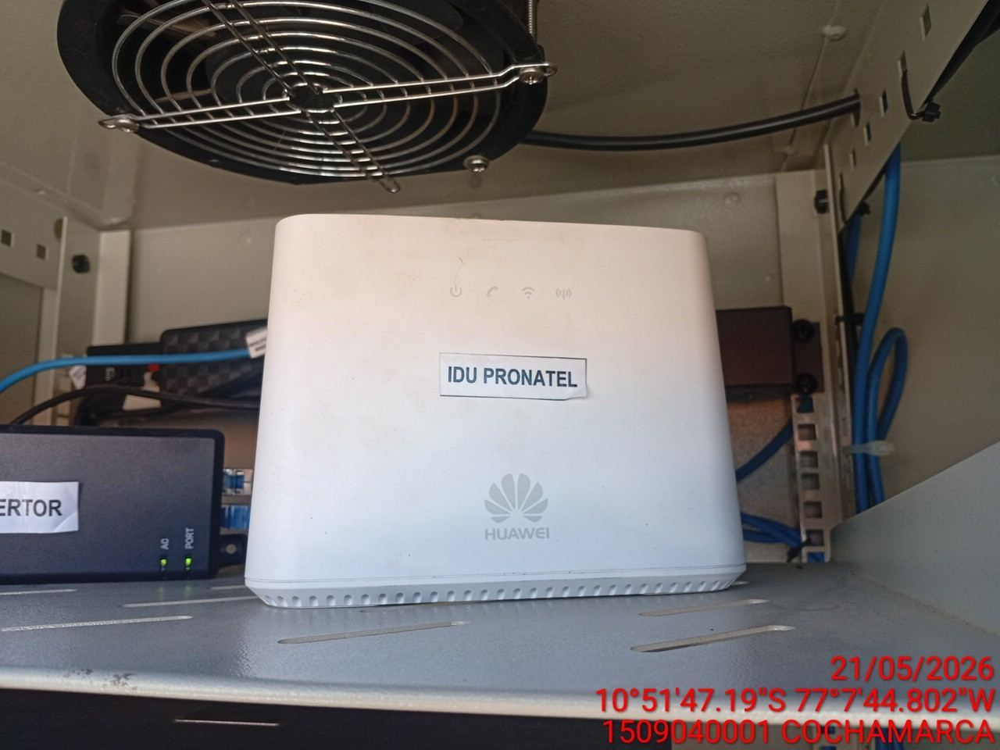 IDU PRONATEL
HUAWEI
ERTOR
AC
PORT
21/05/2026
10°51'47.19"S 77°7'44.802"W
1509040001 COCHAMARCA